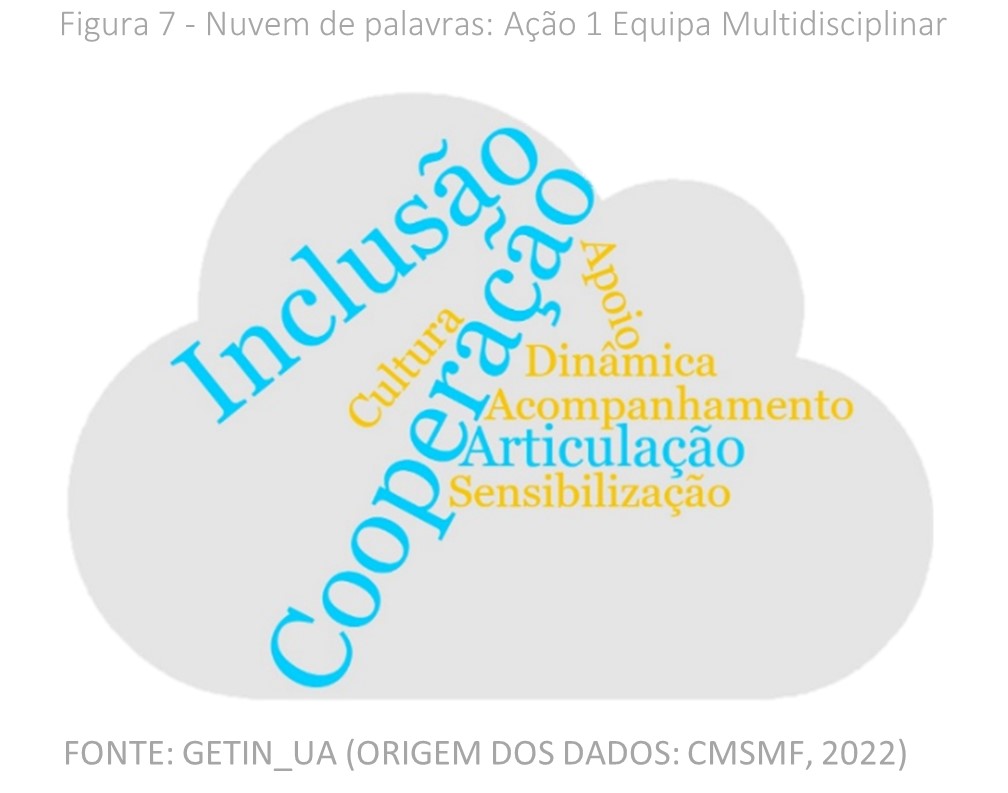 Figura 7 - Nuvem de palavras: Ação 1 Equipa Multidisciplinar
Inclusão
Cooperação
Apoio
Cultura
Dinâmica
Acompanhamento
Articulação
Sensibilização
FONTE: GETIN_UA (ORIGEM DOS DADOS: CMSMF, 2022)